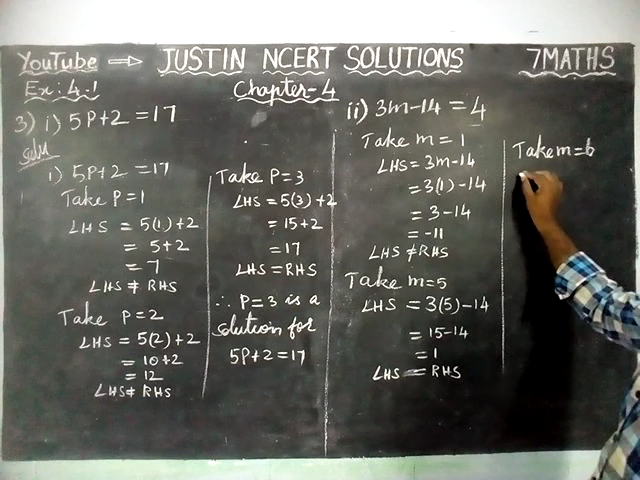 YouTube ⇒ JUSTIN NCERT SOLUTIONS 7MATHS
Ex: 4.1 Chapter-4
3) i) 5P+2 = 17
Soln
i) 5P+2 = 17
Take P=1
LHS = 5(1)+2
= 5+2
= 7
LHS ≠ RHS
Take P=2
LHS = 5(2)+2
= 10+2
= 12
LHS ≠ RHS
Take P=3
LHS = 5(3)+2
= 15+2
= 17
LHS = RHS
∴ P=3 is a
solution for
5P+2 = 17
ii) 3m-14 = 4
Take m = 1
LHS = 3m-14
= 3(1)-14
= 3-14
= -11
LHS ≠ RHS
Take m=5
LHS = 3(5)-14
= 15-14
= 1
LHS = RHS
Take m=6